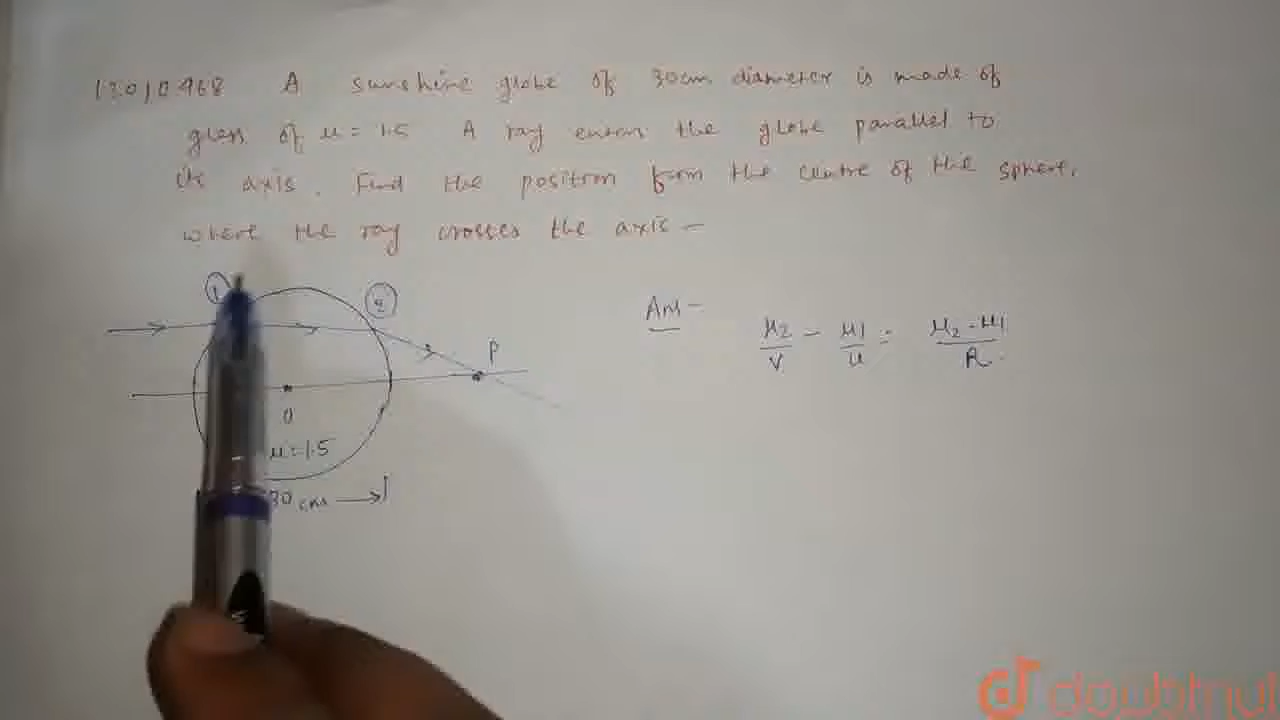 A sunshine globe of 30cm diameter is made of
glass of μ = 1.5 A ray enters the globe parallel to
its axis. Find the position from the centre of the sphere,
where the ray crosses the axis –
1
2
P
O
μ=1.5
30 cm
Ans –
μ2/v - μ1/u = μ2-μ1/R
doubtnut